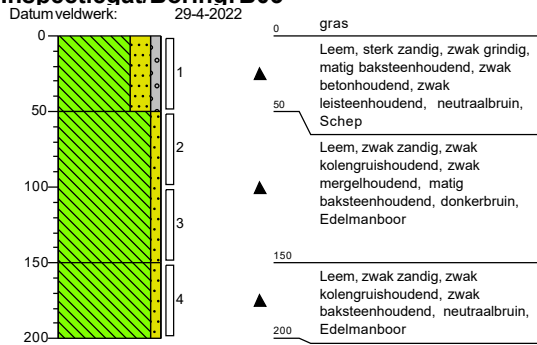 Datum veldwerk: 29-4-2022
0
50
100
150
200
1
2
3
4
0
gras
Leem, sterk zandig, zwak grindig,
matig baksteenhoudend, zwak
betonhoudend, zwak
leisteenhoudend, neutraalbruin,
Schep
50
Leem, zwak zandig, zwak
kolengruishoudend, zwak
mergelhoudend, matig
baksteenhoudend, donkerbruin,
Edelmanboor
150
Leem, zwak zandig, zwak
kolengruishoudend, zwak
baksteenhoudend, neutraalbruin,
Edelmanboor
200